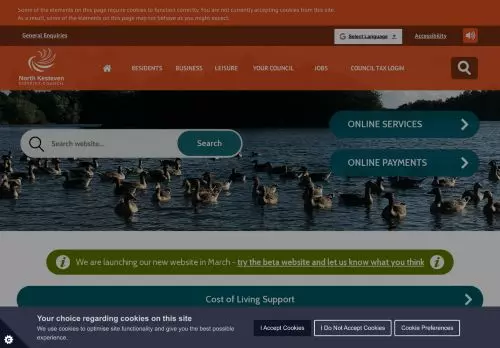 Some of the elements on this page require cookies to function correctly. You are not currently accepting cookies from this site.
As a result, some of the elements on this page may not behave as you might expect.
General Enquiries
Select Language
Accessibility
North Kesteven
DISTRICT COUNCIL
RESIDENTS
BUSINESS
LEISURE
YOUR COUNCIL
JOBS
COUNCIL TAX LOGIN
ONLINE SERVICES
Search website...
Search
ONLINE PAYMENTS
We are launching our new website in March - try the beta website and let us know what you think
Cost of Living Support
Your choice regarding cookies on this site
We use cookies to optimise site functionality and give you the best possible
experience.
I Accept Cookies
I Do Not Accept Cookies
Cookie Preferences